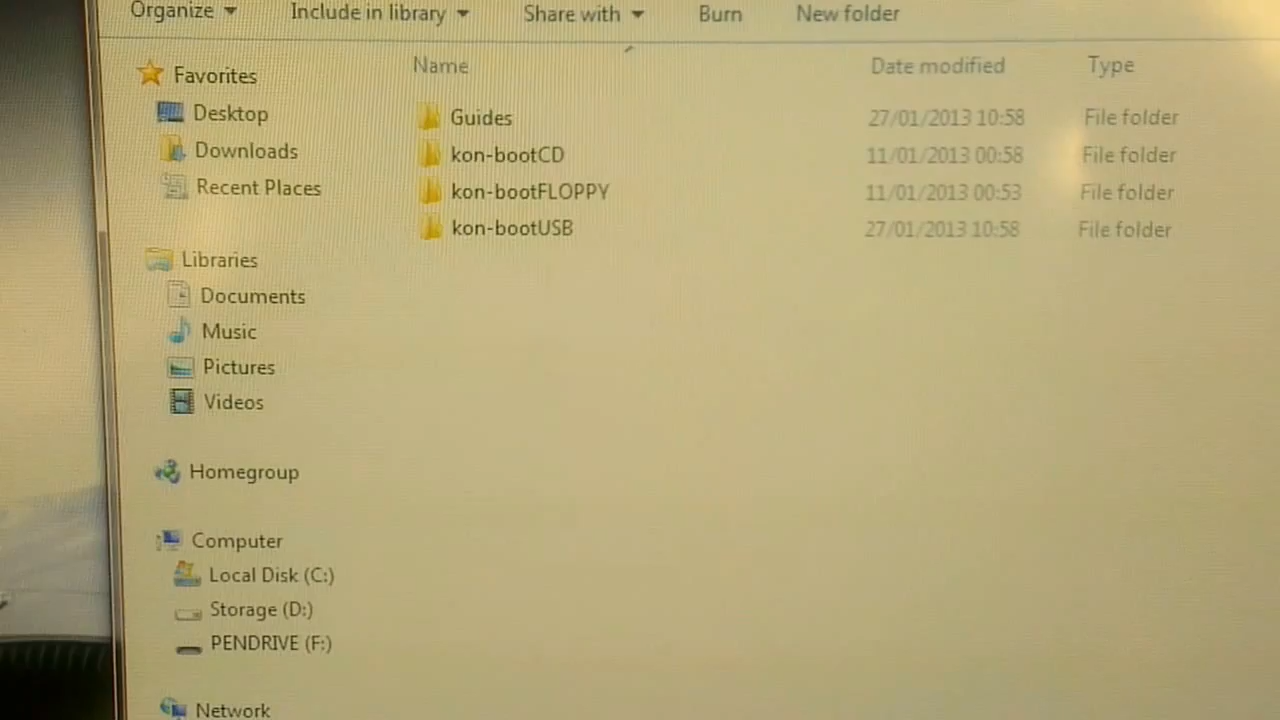 Organize Include in library Share with Burn New folder
Name Date modified Type
Favorites
Desktop
Downloads
Recent Places
Libraries
Documents
Music
Pictures
Videos
Homegroup
Computer
Local Disk (C:)
Storage (D:)
PENDRIVE (F:)
Network
Guides 27/01/2013 10:58 File folder
kon-bootCD 11/01/2013 00:58 File folder
kon-bootFLOPPY 11/01/2013 00:53 File folder
kon-bootUSB 27/01/2013 10:58 File folder